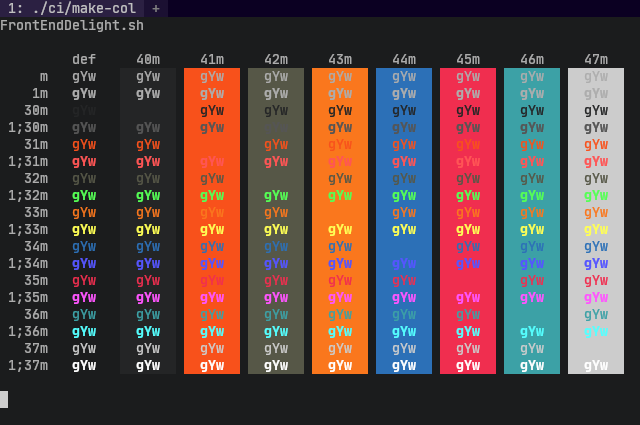 1: ./ci/make-col +
FrontEndDelight.sh
def 40m 41m 42m 43m 44m 45m 46m 47m
m gYw gYw gYw gYw gYw gYw gYw gYw gYw
1m gYw gYw gYw gYw gYw gYw gYw gYw gYw
30m gYw gYw gYw gYw gYw gYw gYw
1;30m gYw gYw gYw gYw gYw gYw gYw gYw
31m gYw gYw gYw gYw gYw gYw gYw gYw
1;31m gYw gYw gYw gYw gYw gYw gYw gYw gYw
32m gYw gYw gYw gYw gYw gYw gYw gYw
1;32m gYw gYw gYw gYw gYw gYw gYw gYw gYw
33m gYw gYw gYw gYw gYw gYw gYw gYw
1;33m gYw gYw gYw gYw gYw gYw gYw gYw gYw
34m gYw gYw gYw gYw gYw gYw gYw gYw
1;34m gYw gYw gYw gYw gYw gYw gYw gYw gYw
35m gYw gYw gYw gYw gYw gYw gYw gYw
1;35m gYw gYw gYw gYw gYw gYw gYw gYw gYw
36m gYw gYw gYw gYw gYw gYw gYw gYw
1;36m gYw gYw gYw gYw gYw gYw gYw gYw gYw
37m gYw gYw gYw gYw gYw gYw gYw gYw
1;37m gYw gYw gYw gYw gYw gYw gYw gYw gYw